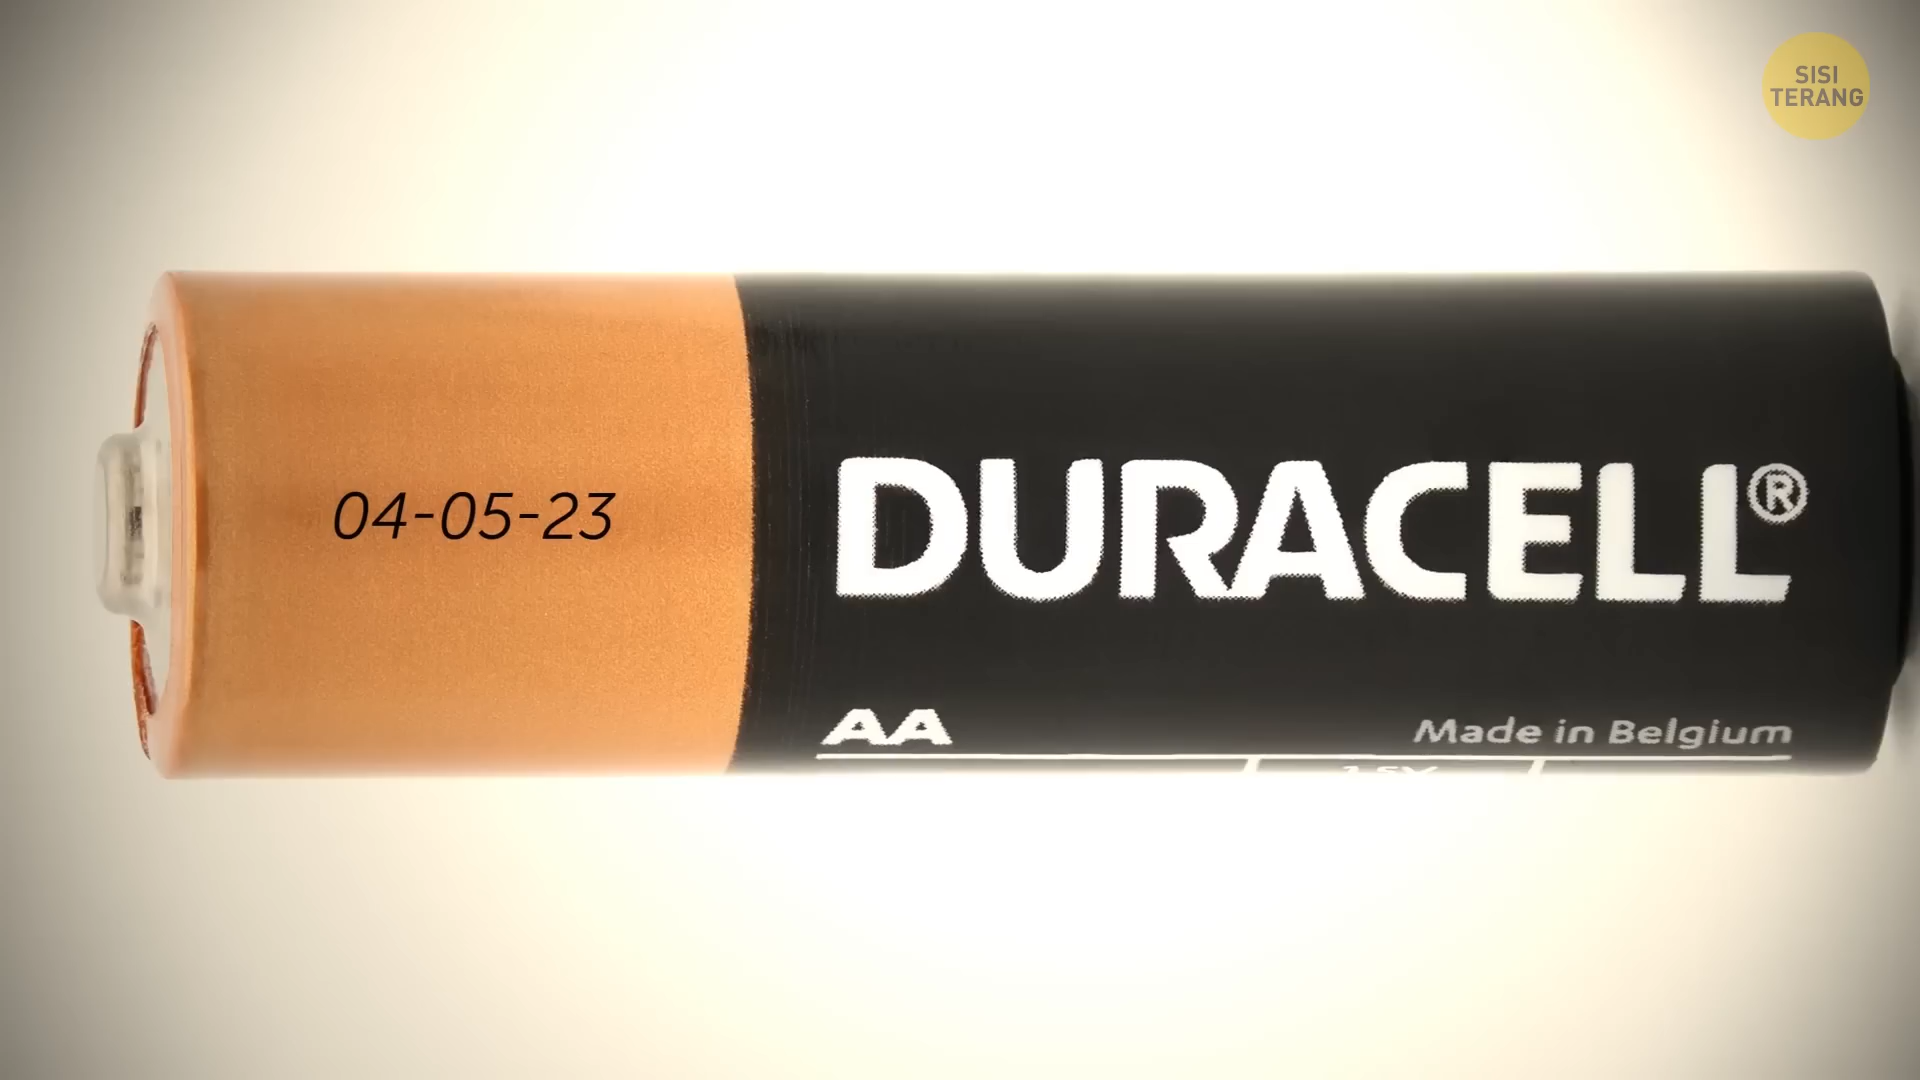 SISI
TERANG
04-05-23
DURACELL®
AA
Made in Belgium